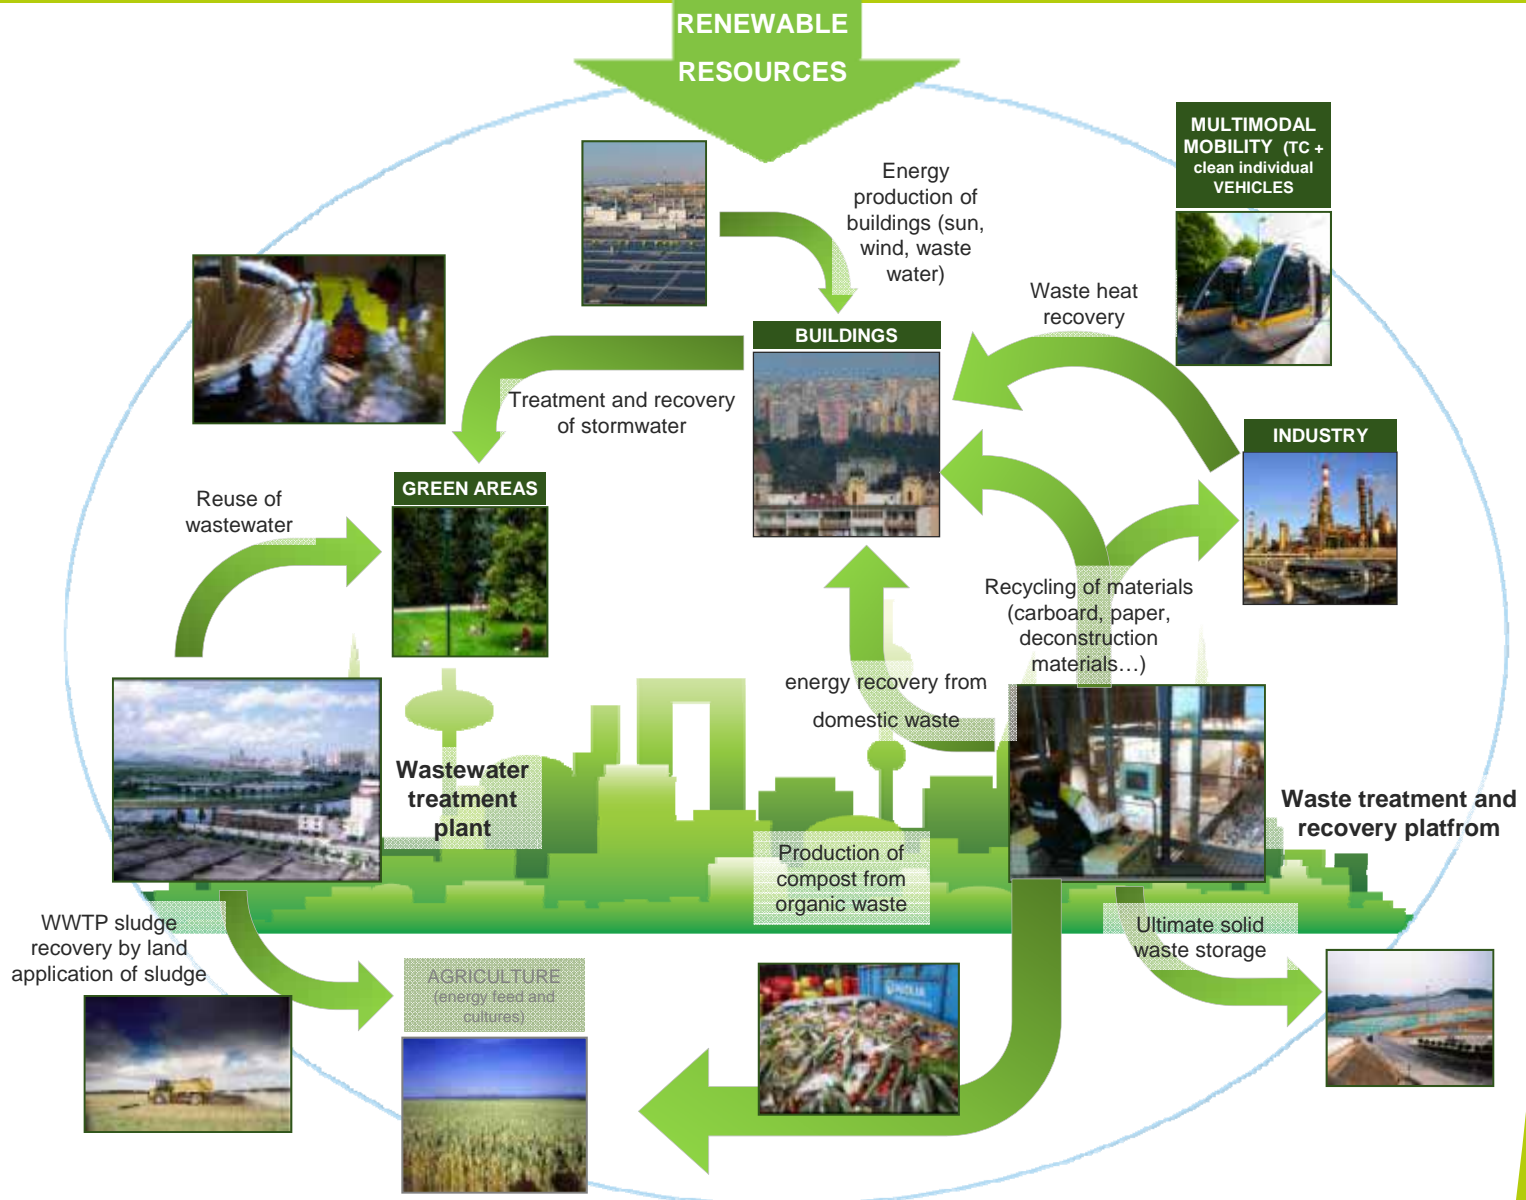 RENEWABLE
RESOURCES
MULTIMODAL
MOBILITY (TC +
clean individual
VEHICLES
Energy
production of
buildings (sun,
wind, waste
water)
Waste heat
recovery
BUILDINGS
Treatment and recovery
of stormwater
INDUSTRY
GREEN AREAS
Reuse of
wastewater
Recycling of materials
(carboard, paper,
deconstruction
materials…)
energy recovery from
domestic waste
Wastewater
treatment
plant
Waste treatment and
recovery platfrom
Production of
compost from
organic waste
WWTP sludge
recovery by land
application of sludge
Ultimate solid
waste storage
AGRICULTURE
(energy feed and
cultures)